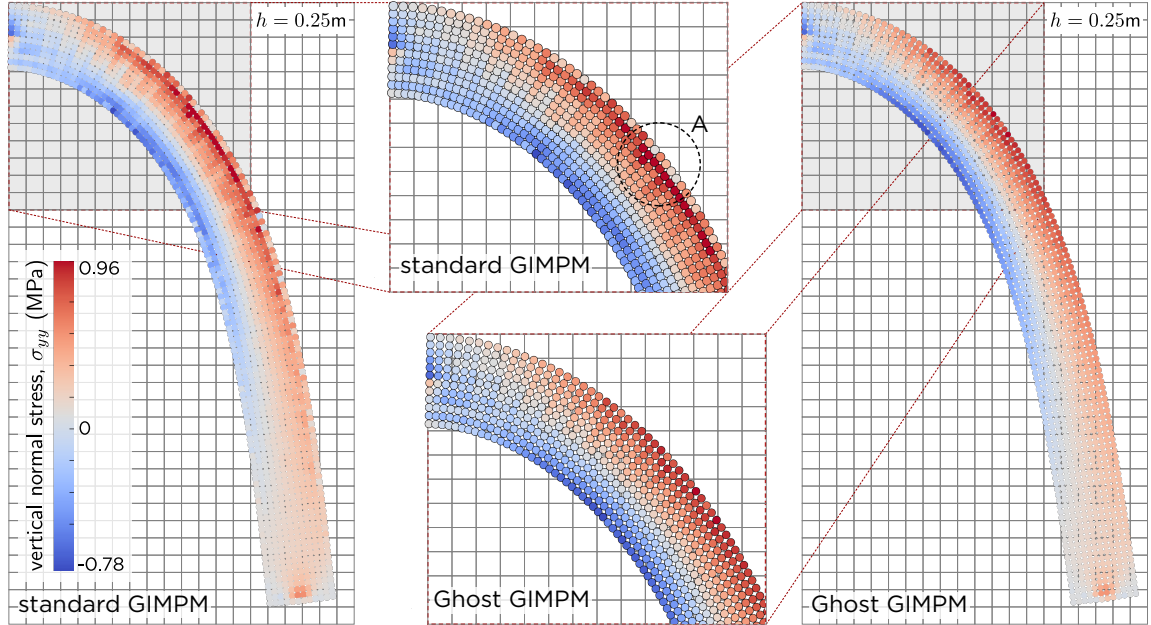 h = 0.25m
0.96
0
-0.78
vertical normal stress, σyy (MPa)
standard GIMPM
A
standard GIMPM
Ghost GIMPM
h = 0.25m
Ghost GIMPM